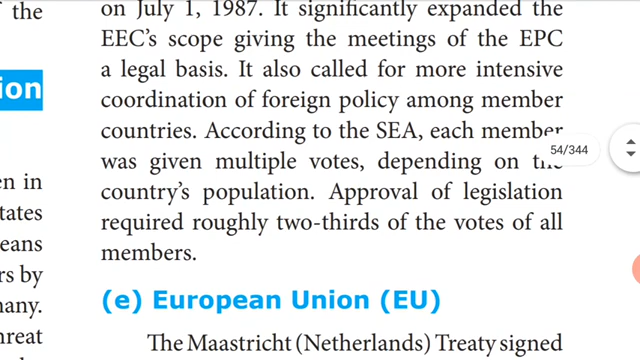 f the
ion
en in
tates
eans
rs by
many.
hreat
on July 1, 1987. It significantly expanded the
EEC's scope giving the meetings of the EPC
a legal basis. It also called for more intensive
coordination of foreign policy among member
countries. According to the SEA, each member
was given multiple votes, depending on the
country's population. Approval of legislation
required roughly two-thirds of the votes of all
members.
(e) European Union (EU)
The Maastricht (Netherlands) Treaty signed
54/344